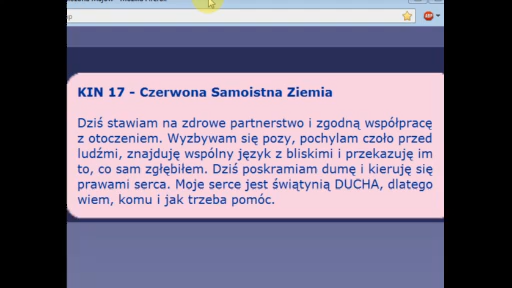 KIN 17 - Czerwona Samoistna Ziemia
Dziś stawiam na zdrowe partnerstwo i zgodną współpracę
z otoczeniem. Wyzbywam się pozy, pochylam czoło przed
ludźmi, znajduję wspólny język z bliskimi i przekazuję im
to, co sam zgłębiłem. Dziś poskramiam dumę i kieruję się
prawami serca. Moje serce jest świątynią DUCHA, dlatego
wiem, komu i jak trzeba pomóc.